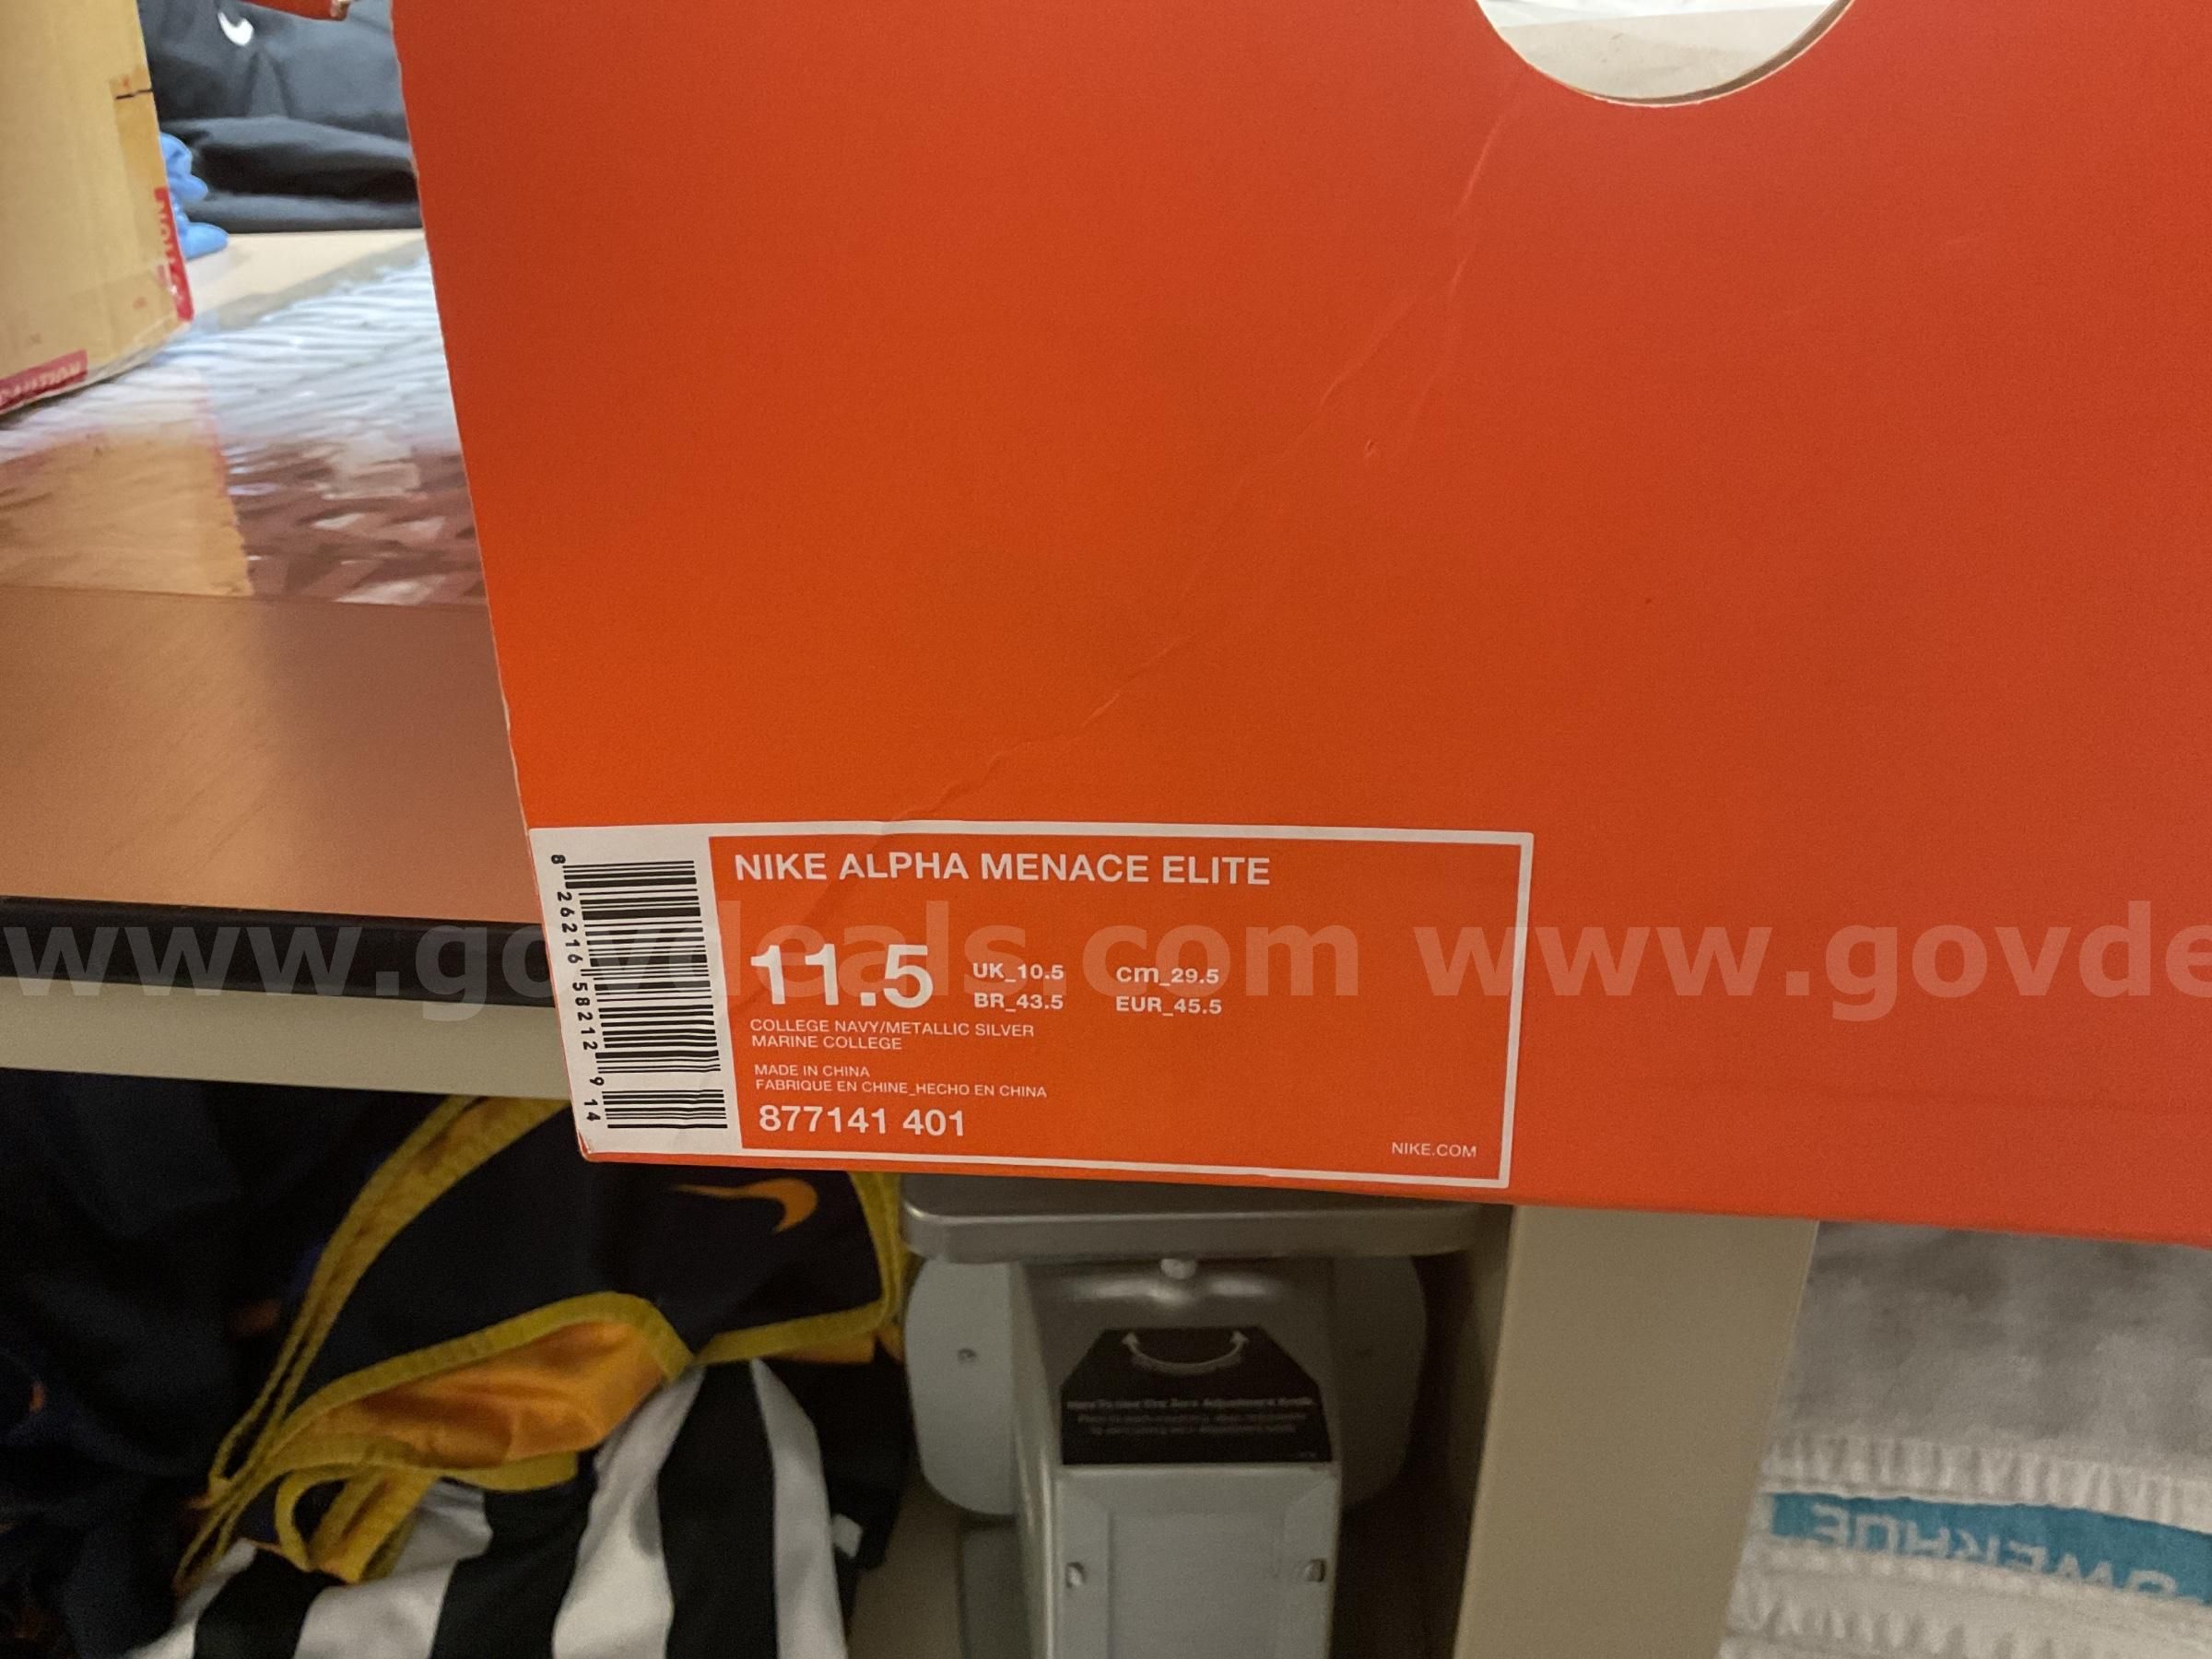 NIKE ALPHA MENACE ELITE
11.5
UK_10.5
cm_29.5
BR_43.5
EUR_45.5
COLLEGE NAVY/METALLIC SILVER
MARINE COLLEGE
MADE IN CHINA
FABRIQUE EN CHINE_HECHO EN CHINA
877141 401
NIKE.COM
8 26216 58212 9 14
www.govdeals.com www.govde